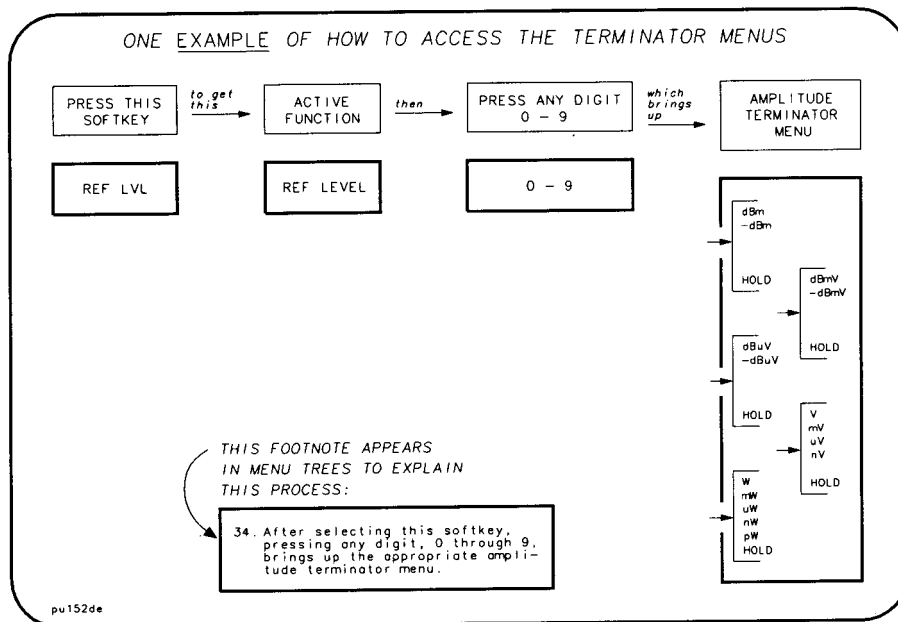 ONE EXAMPLE OF HOW TO ACCESS THE TERMINATOR MENUS
PRESS THIS
SOFTKEY
to get
this
ACTIVE
FUNCTION
then
PRESS ANY DIGIT
0 - 9
which
brings
up
AMPLITUDE
TERMINATOR
MENU
REF LVL
REF LEVEL
0 - 9
dBm
-dBm
HOLD
dBmV
-dBmV
HOLD
dBuV
-dBuV
HOLD
V
mV
uV
nV
HOLD
W
mW
uW
nW
pW
HOLD
THIS FOOTNOTE APPEARS
IN MENU TREES TO EXPLAIN
THIS PROCESS:
34. After selecting this softkey,
pressing any digit, 0 through 9,
brings up the appropriate ampli-
tude terminator menu.
pu152de